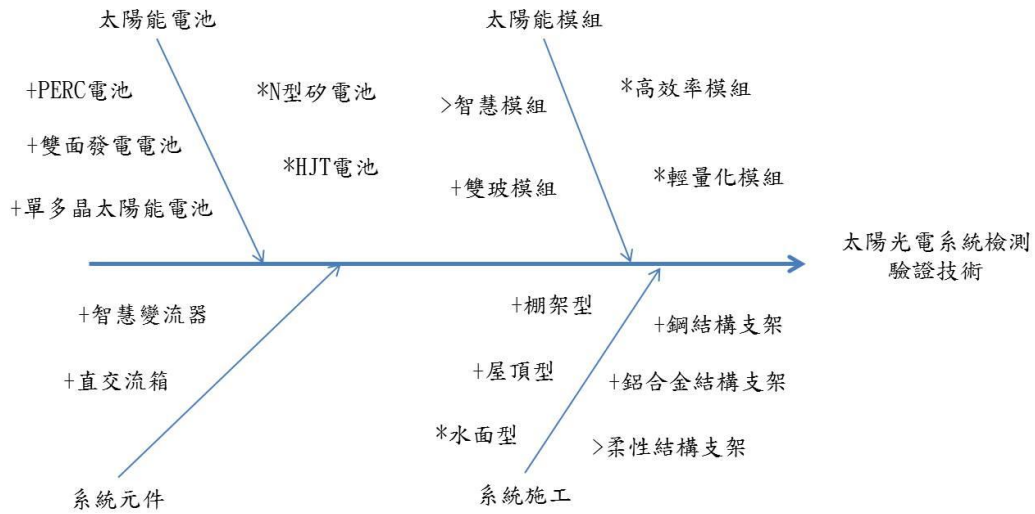 太陽能電池
太陽能模組
+PERC電池
*N型矽電池
>智慧模組
*高效率模組
+雙面發電電池
*HJT電池
+雙玻模組
*輕量化模組
+單多晶太陽能電池
太陽光電系統檢測
驗證技術
+智慧變流器
+棚架型
+鋼結構支架
+直交流箱
+屋頂型
+鋁合金結構支架
*水面型
>柔性結構支架
系統元件
系統施工